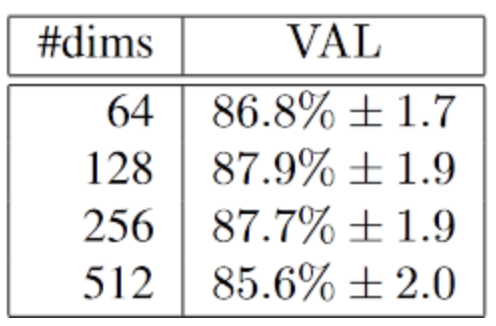 #dims VAL
64 86.8% ± 1.7
128 87.9% ± 1.9
256 87.7% ± 1.9
512 85.6% ± 2.0